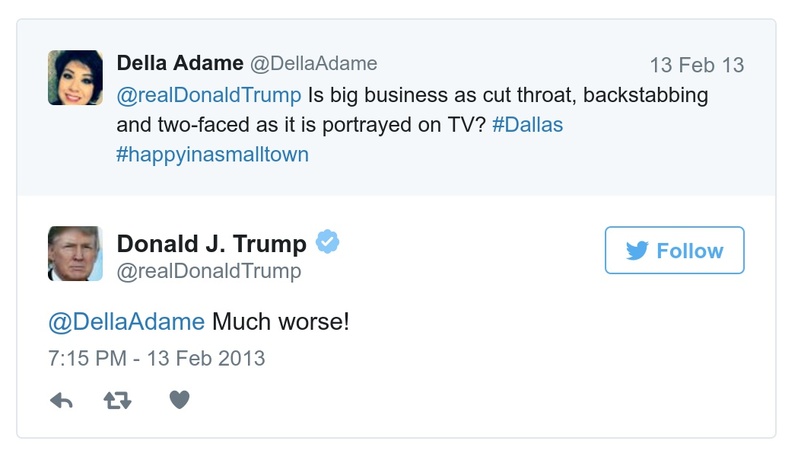 Della Adame @DellaAdame 13 Feb 13
@realDonaldTrump Is big business as cut throat, backstabbing
and two-faced as it is portrayed on TV? #Dallas
#happyinasmalltown
Donald J. Trump
@realDonaldTrump
Follow
@DellaAdame Much worse!
7:15 PM - 13 Feb 2013